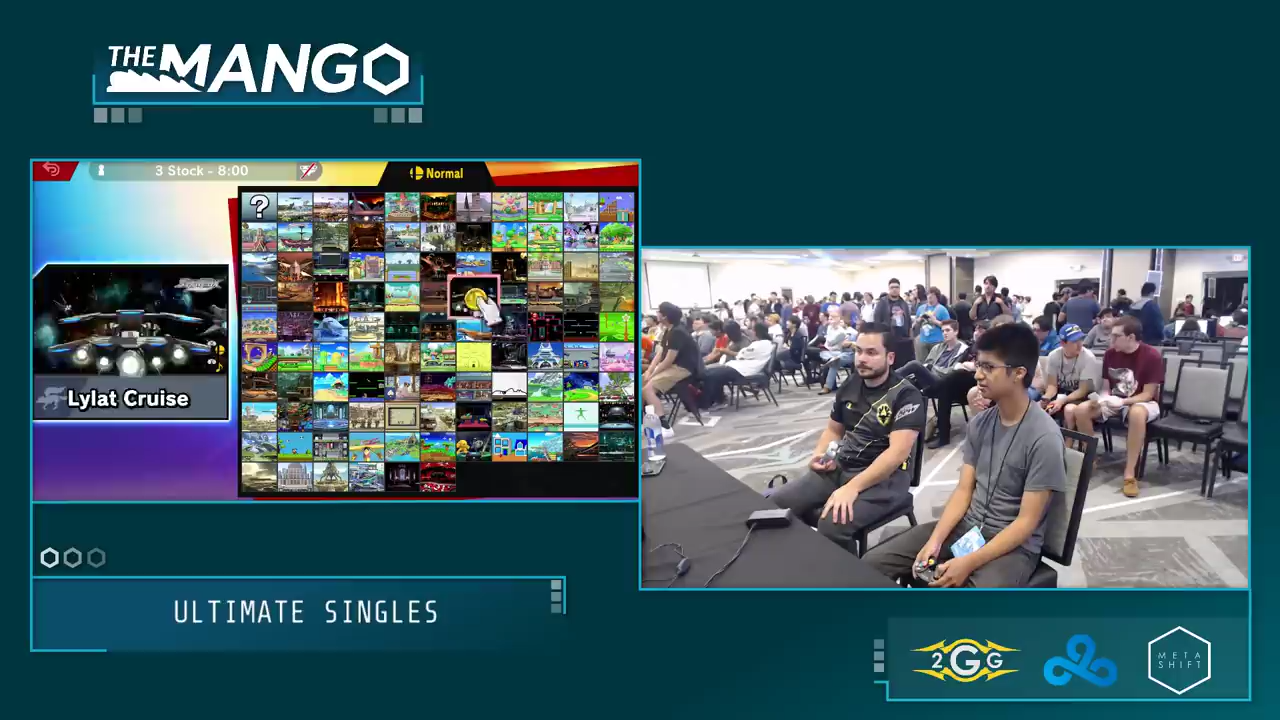 THE MANGO
3 Stock - 8:00
Normal
?
Lylat Cruise
ULTIMATE SINGLES
2GG
META
SHIFT